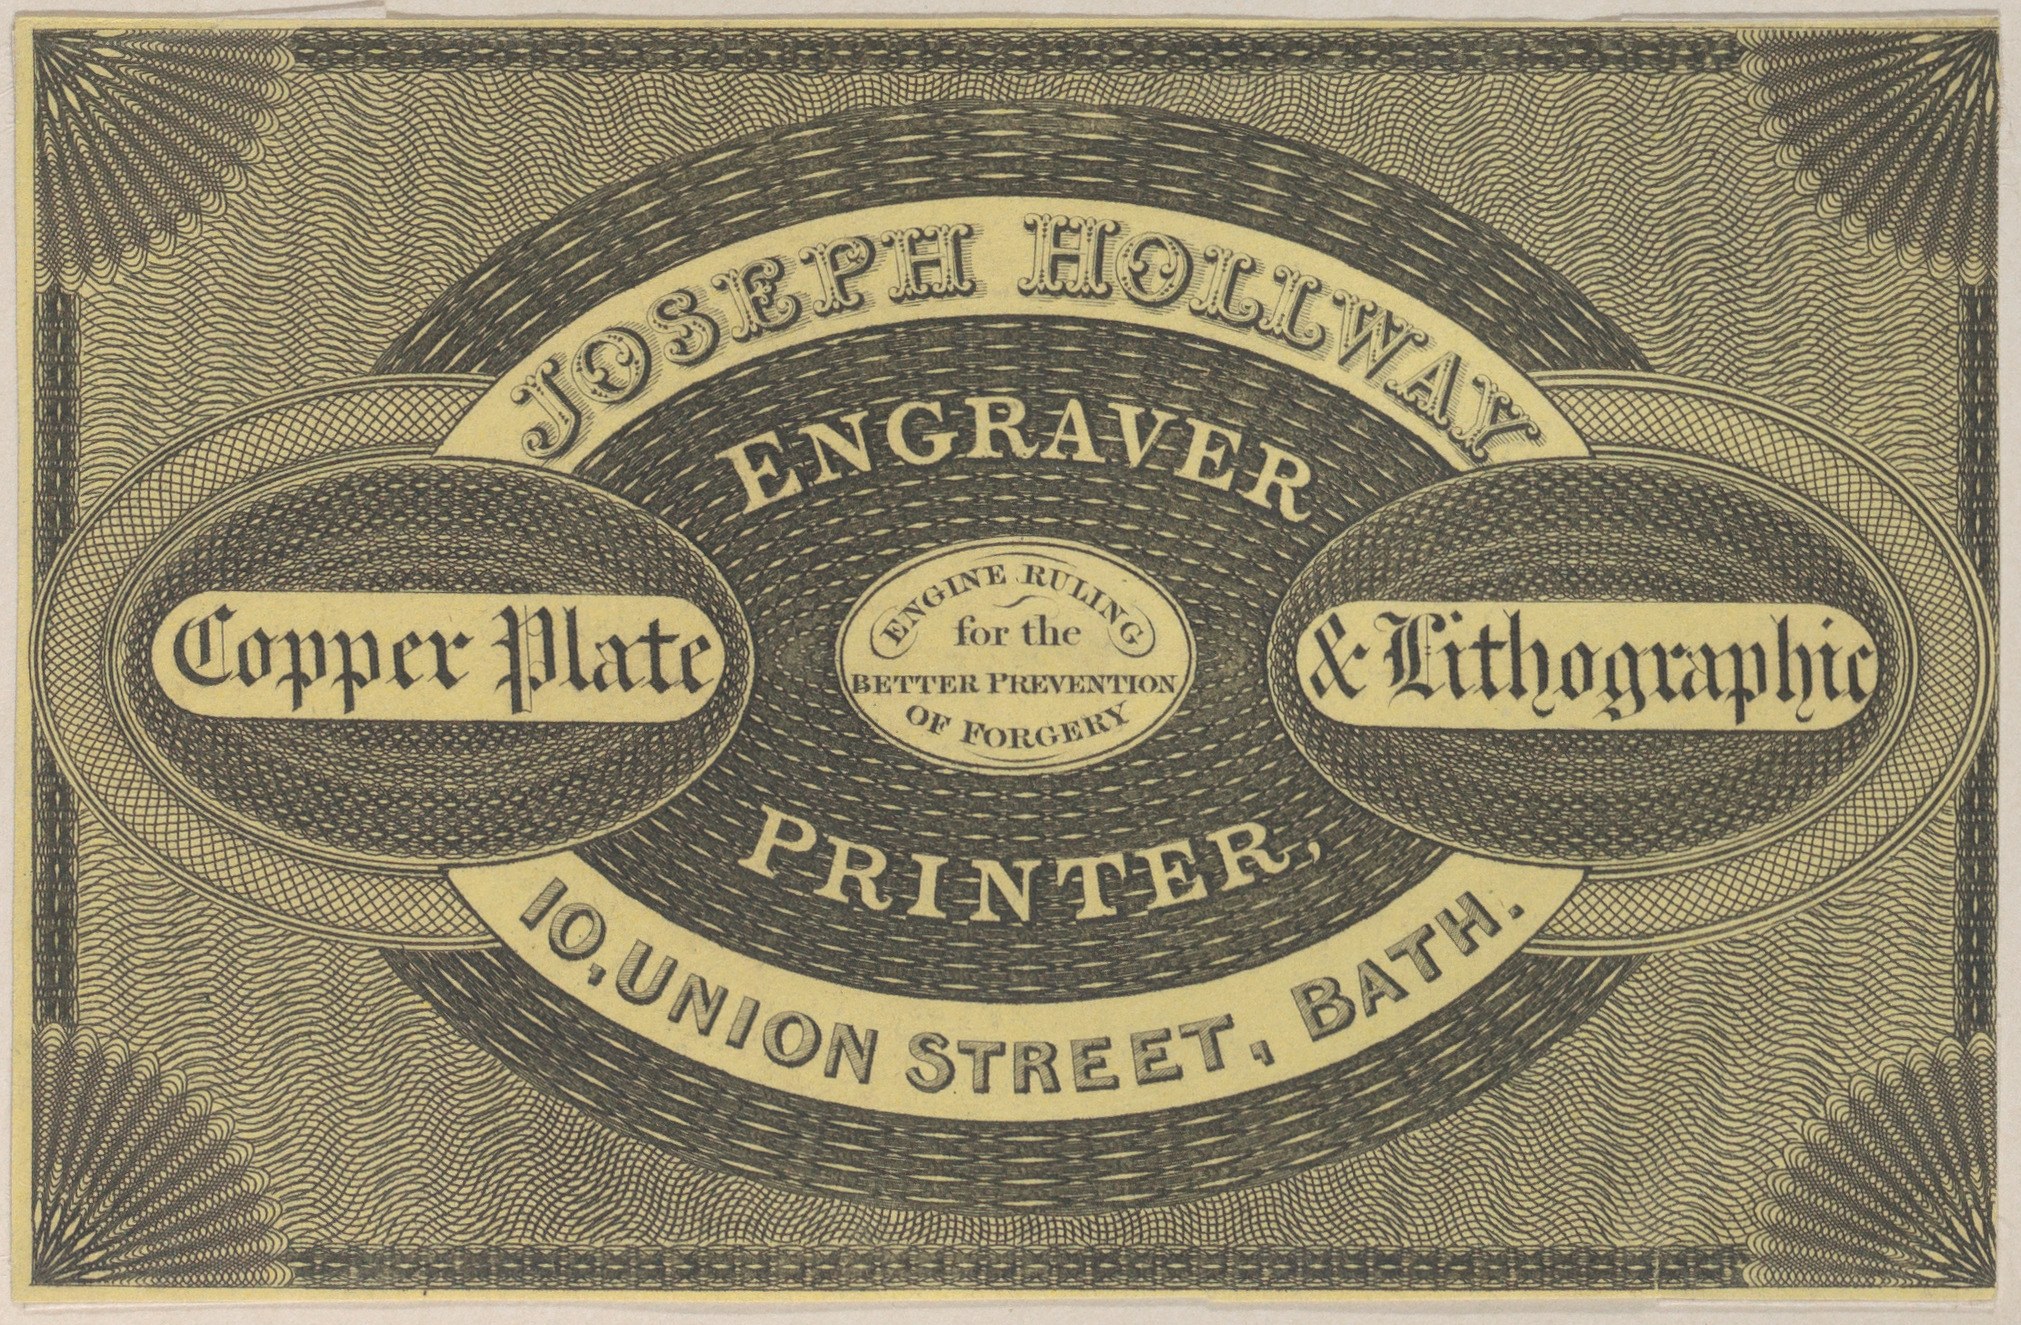 JOSEPH HOLLWAY
ENGRAVER
Copper Plate
ENGINE RULING
for the
BETTER PREVENTION
OF FORGERY
& Lithographic
PRINTER,
10, UNION STREET, BATH.